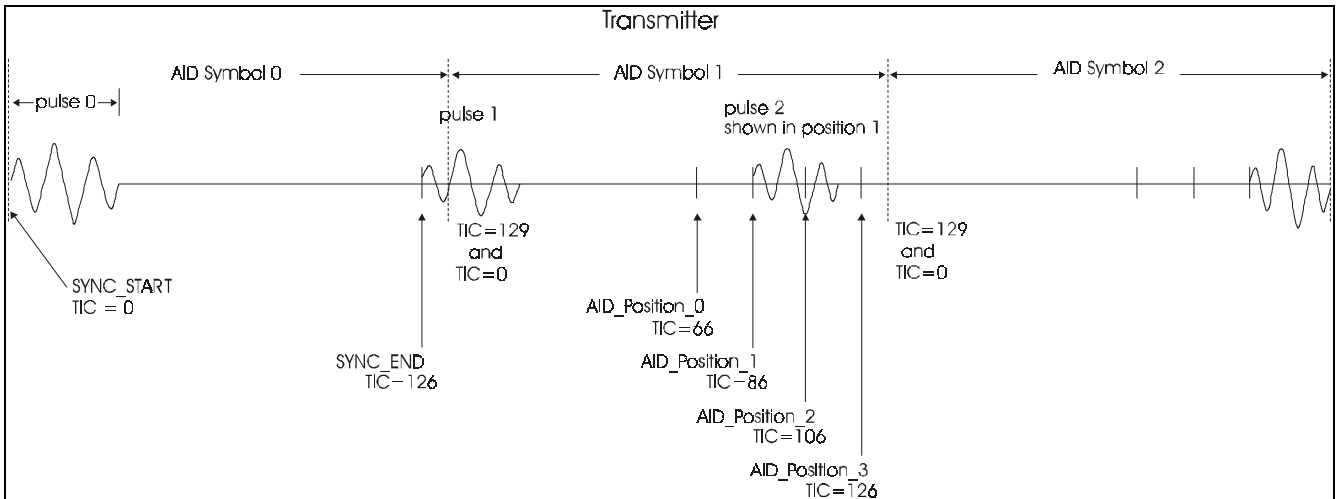 Transmitter
AID Symbol 0
AID Symbol 1
AID Symbol 2
pulse 0
pulse 1
pulse 2
shown in position 1
TIC=129
and
TIC=0
TIC=129
and
TIC=0
SYNC_START
TIC = 0
AID_Position_0
TIC=66
SYNC_END
TIC-126
AID_Position_1
TIC-86
AID_Position_2
TIC=106
AID_Position_3
TIC=126